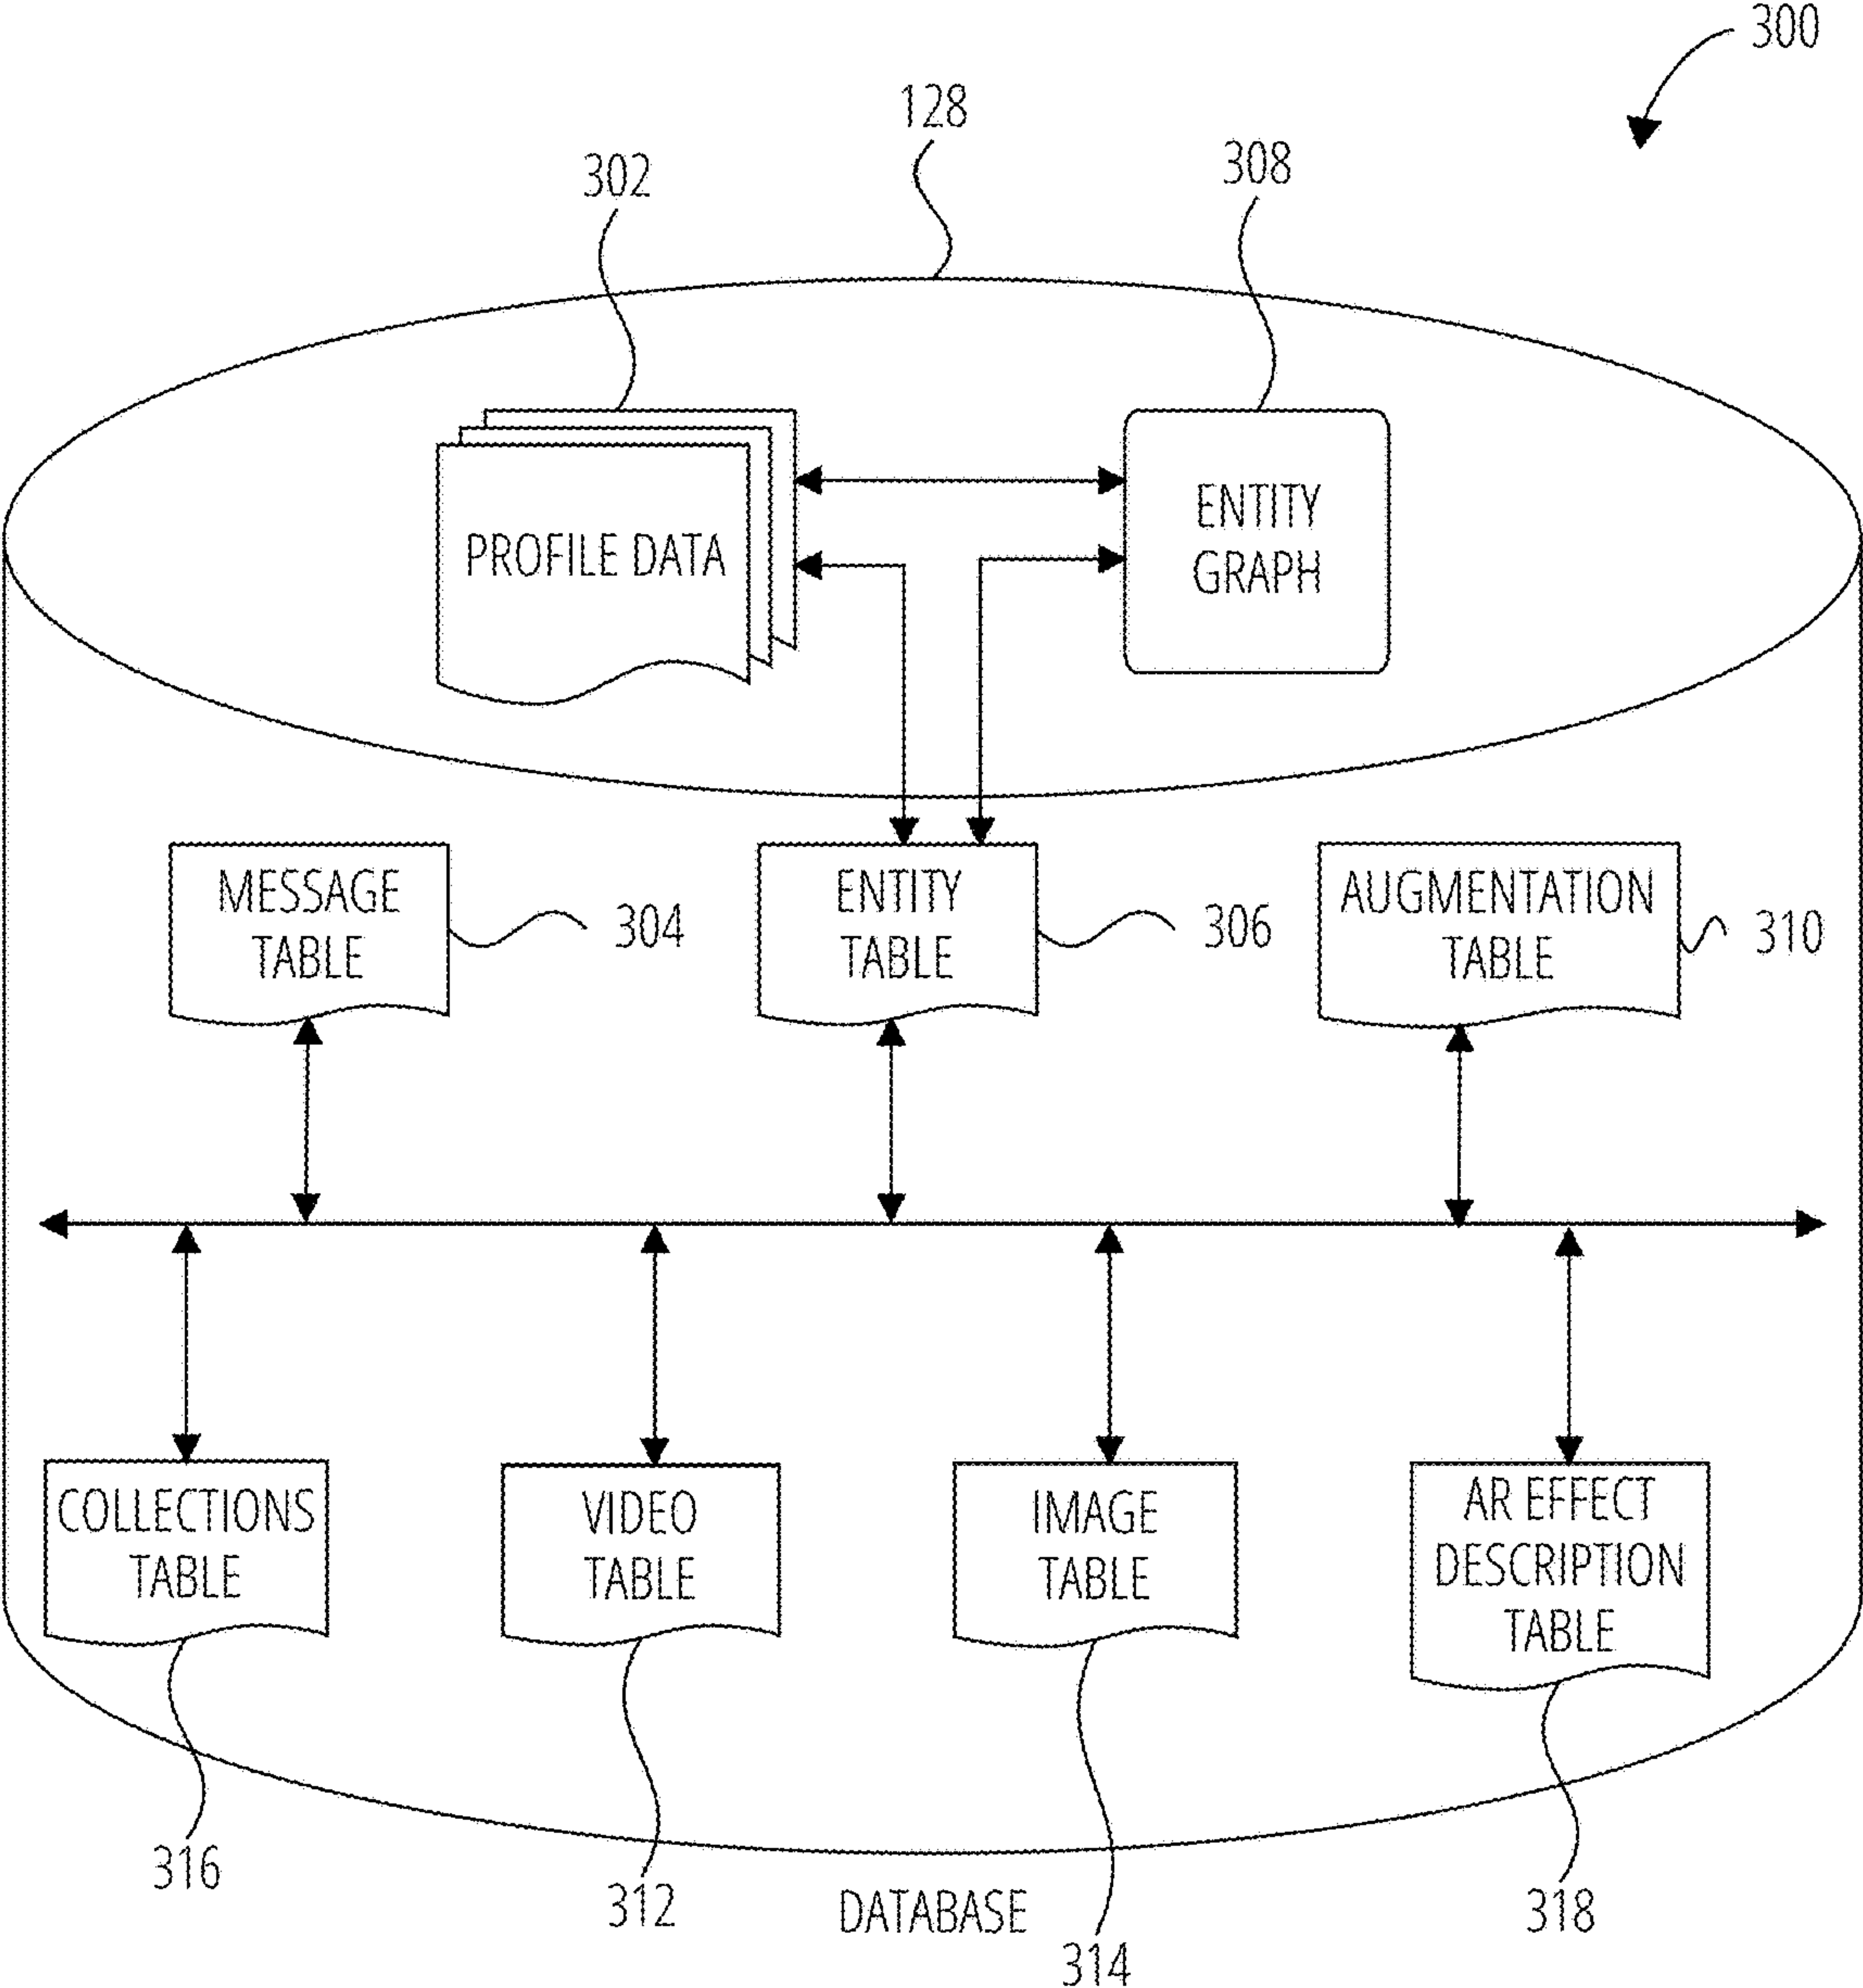 300
128
302
308
PROFILE DATA
ENTITY
GRAPH
MESSAGE
TABLE
304
ENTITY
TABLE
306
AUGMENTATION
TABLE
310
COLLECTIONS
TABLE
VIDEO
TABLE
IMAGE
TABLE
AR EFFECT
DESCRIPTION
TABLE
316
312
DATABASE
314
318